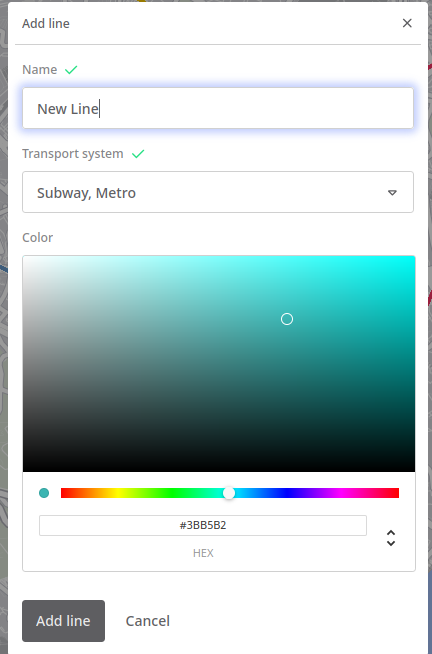 Add line
Name
New Line
Transport system
Subway, Metro
Color
#3BB5B2
HEX
Add line
Cancel